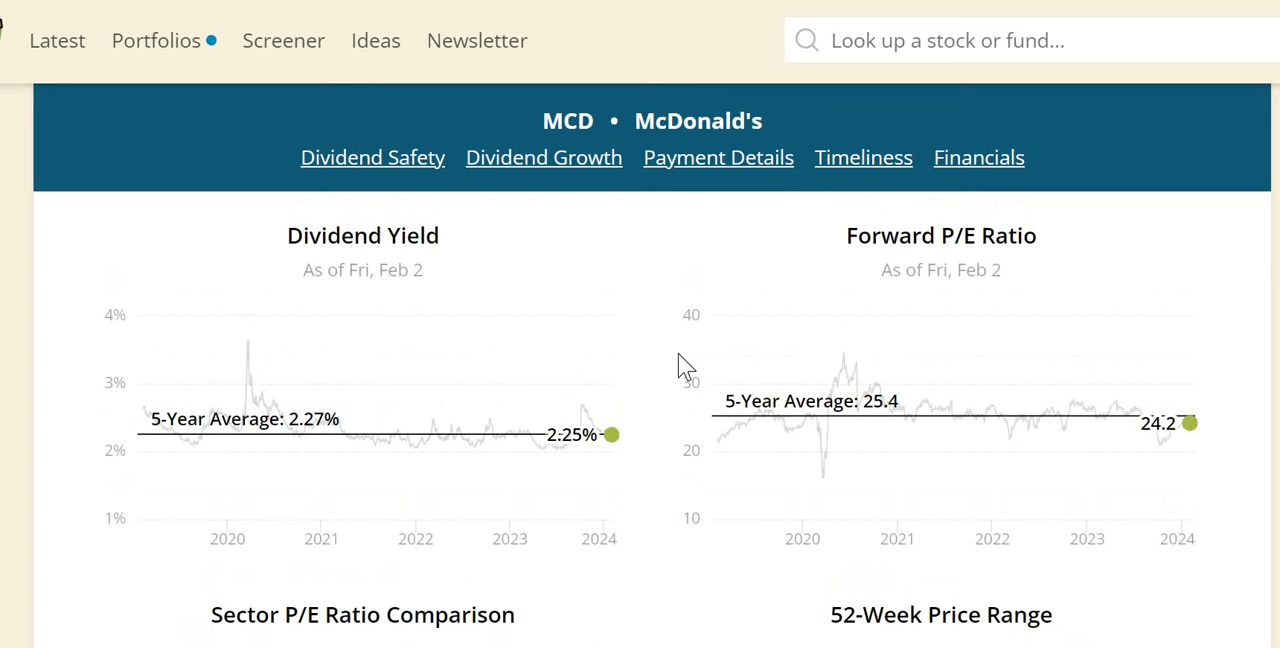 Latest Portfolios Screener Ideas Newsletter Look up a stock or fund...
MCD • McDonald's
Dividend Safety Dividend Growth Payment Details Timeliness Financials
Dividend Yield
As of Fri, Feb 2
4%
3%
2%
1%
5-Year Average: 2.27%
2.25%
2020 2021 2022 2023 2024
Forward P/E Ratio
As of Fri, Feb 2
40
30
20
10
5-Year Average: 25.4
24.2
2020 2021 2022 2023 2024
Sector P/E Ratio Comparison
52-Week Price Range